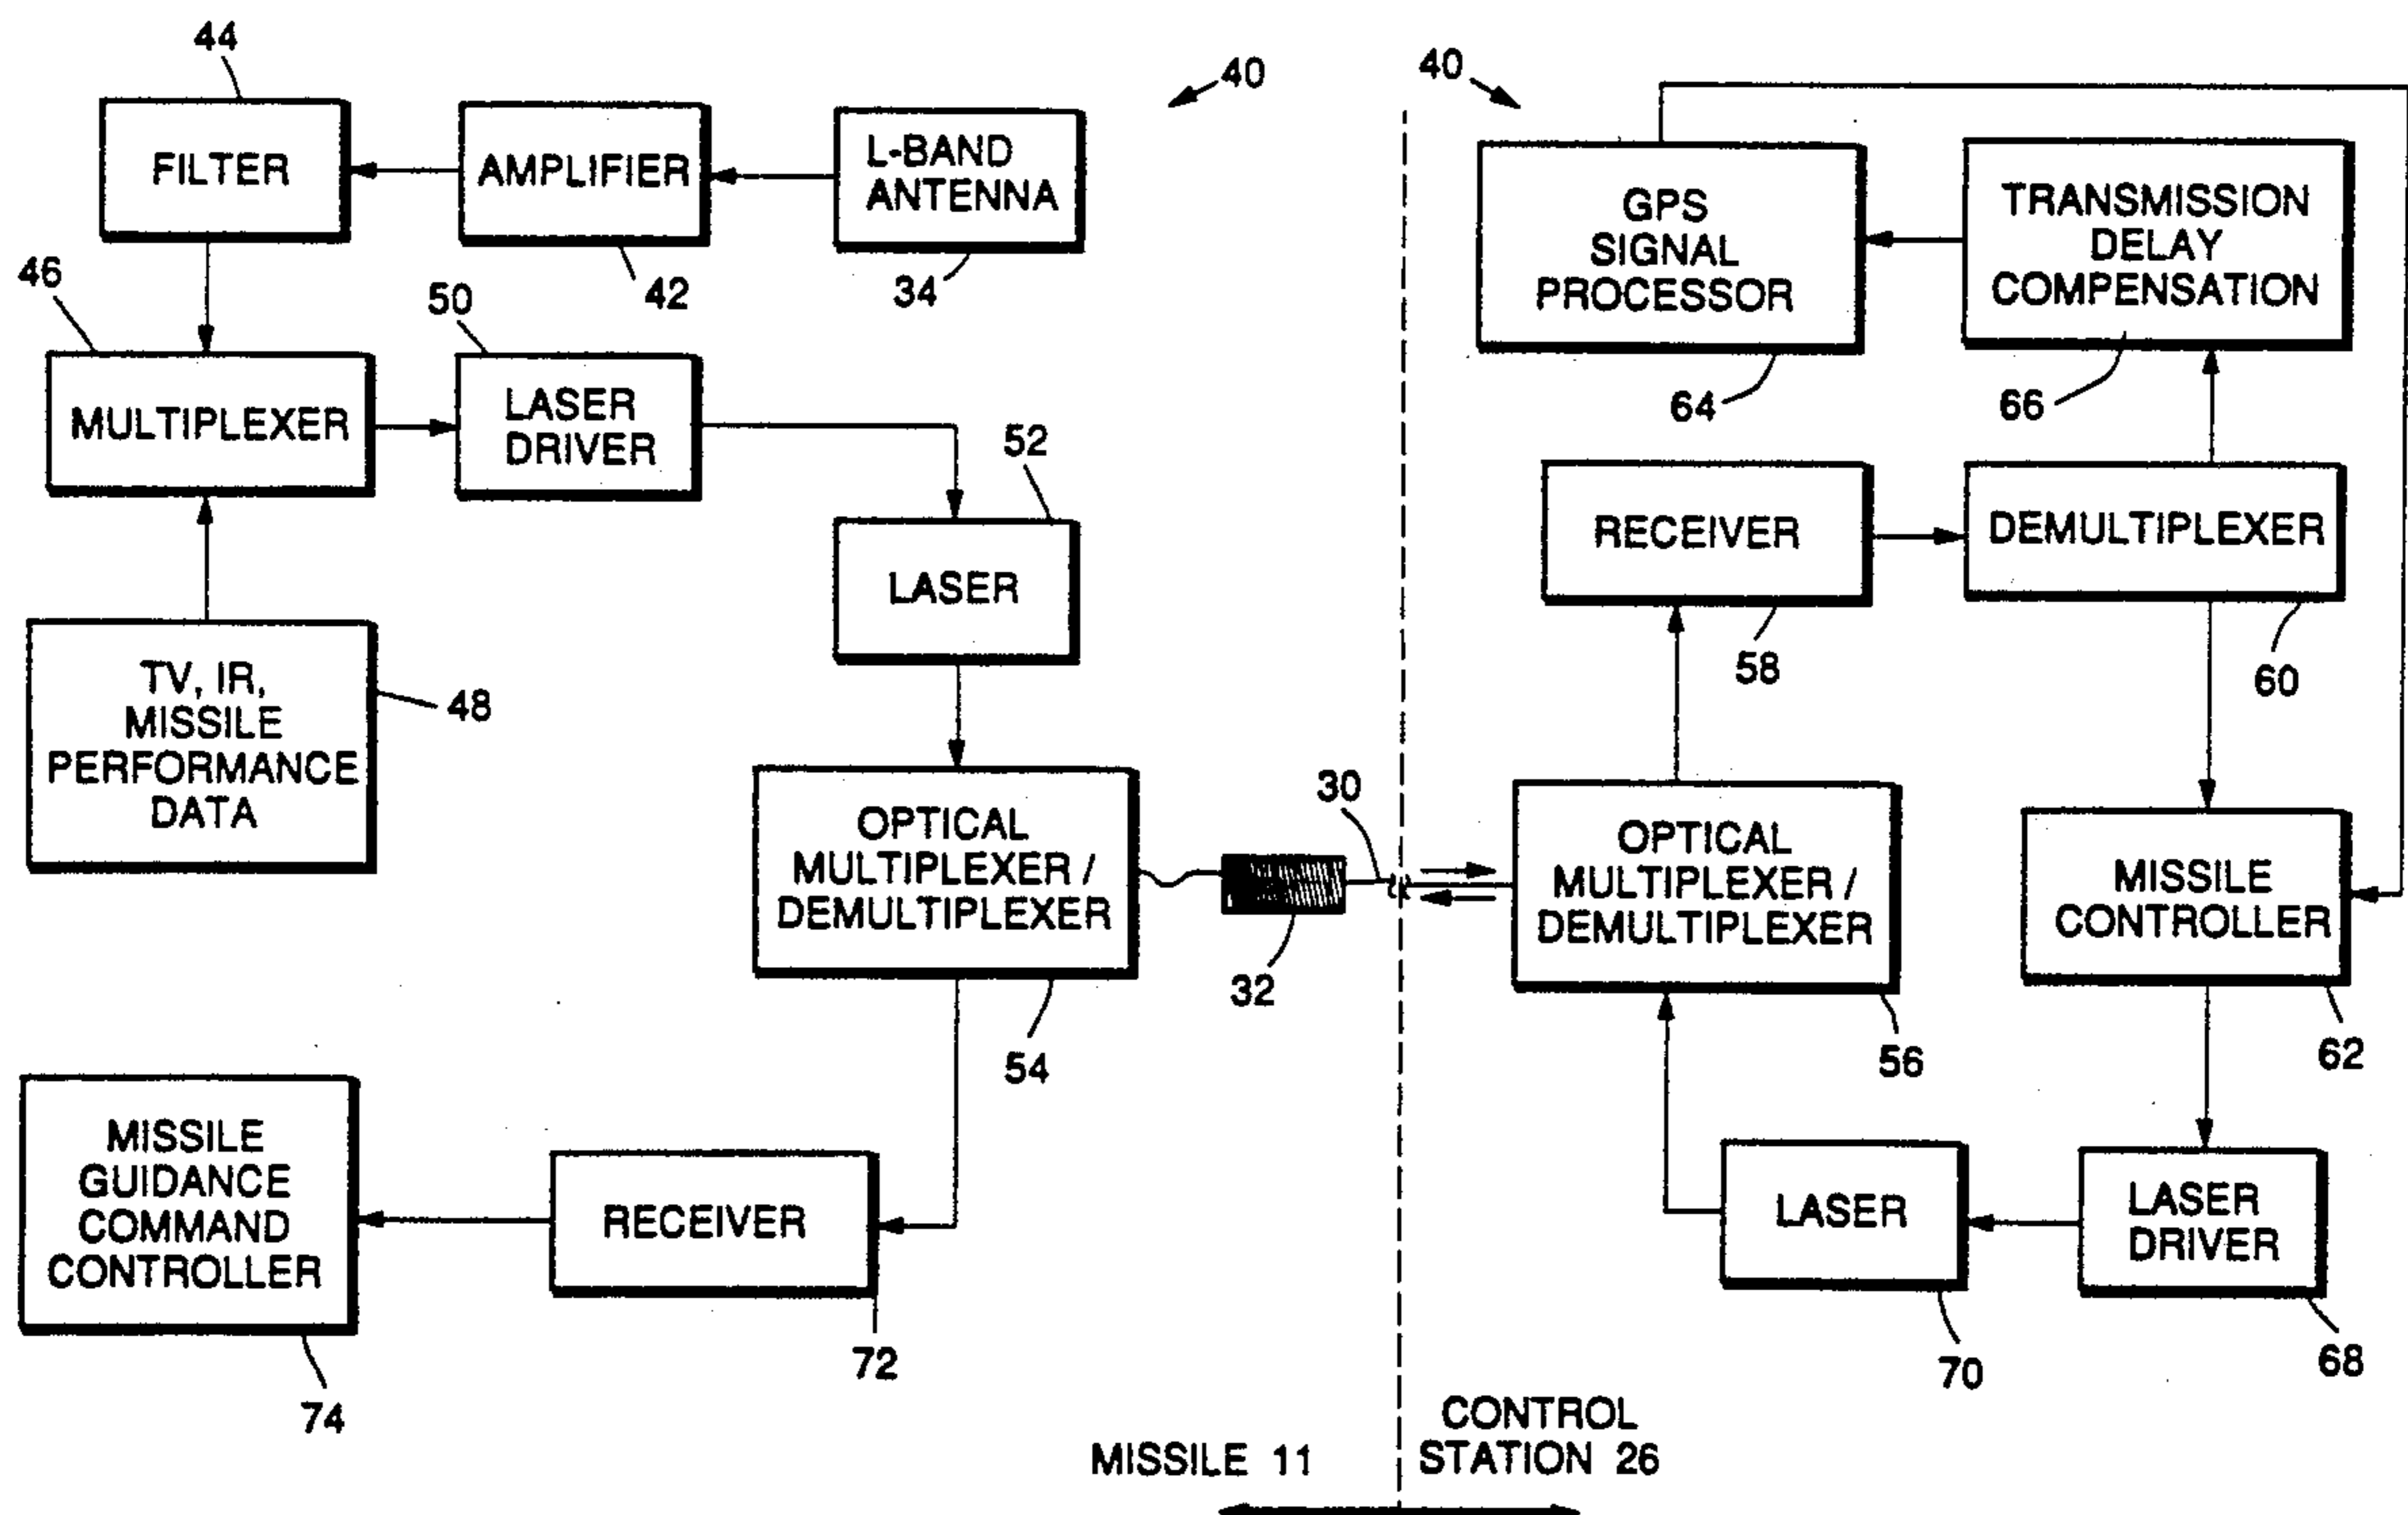 44
40
40
FILTER
AMPLIFIER
L-BAND
ANTENNA
46
50
42
34
GPS
SIGNAL
PROCESSOR
TRANSMISSION
DELAY
COMPENSATION
64
66
MULTIPLEXER
LASER
DRIVER
52
LASER
RECEIVER
DEMULTIPLEXER
58
60
TV, IR,
MISSILE
PERFORMANCE
DATA
48
OPTICAL
MULTIPLEXER /
DEMULTIPLEXER
30
32
54
OPTICAL
MULTIPLEXER /
DEMULTIPLEXER
56
MISSILE
CONTROLLER
62
MISSILE
GUIDANCE
COMMAND
CONTROLLER
74
RECEIVER
72
LASER
70
LASER
DRIVER
68
MISSILE 11
CONTROL
STATION 26